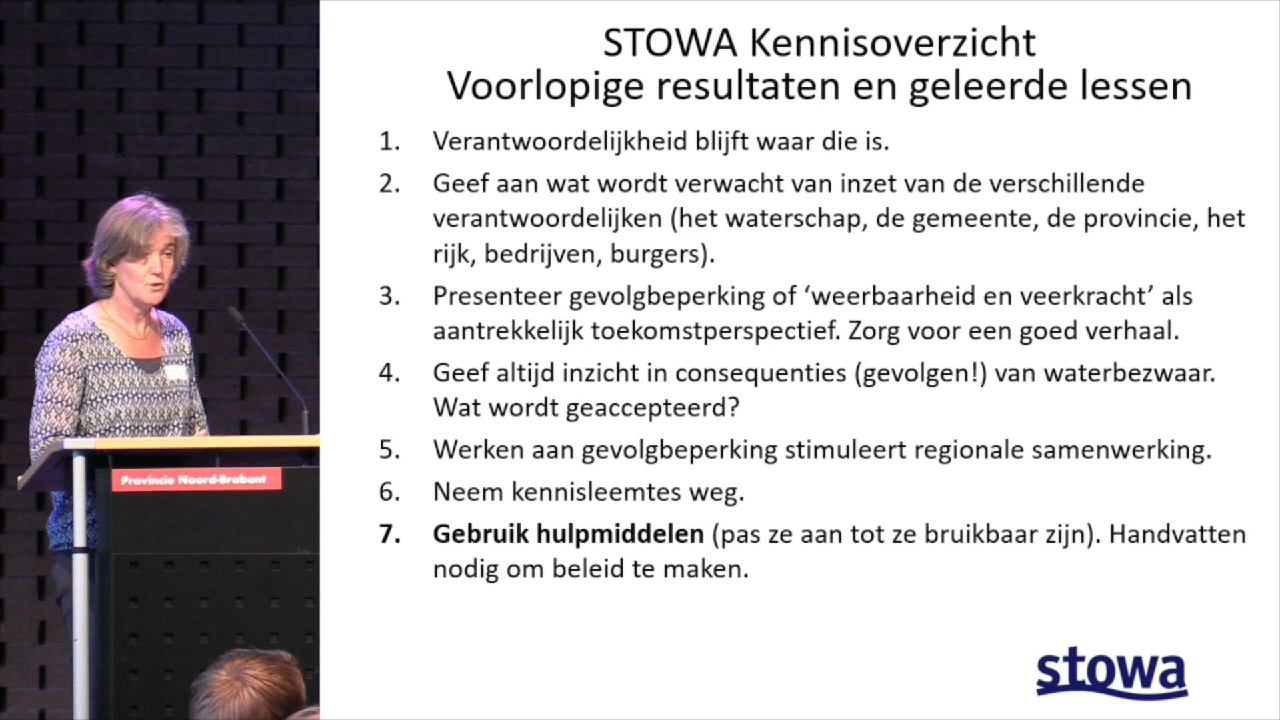 STOWA Kennisoverzicht
Voorlopige resultaten en geleerde lessen
1. Verantwoordelijkheid blijft waar die is.
2. Geef aan wat wordt verwacht van inzet van de verschillende
verantwoordelijken (het waterschap, de gemeente, de provincie, het
rijk, bedrijven, burgers).
3. Presenteer gevolgbeperking of ‘weerbaarheid en veerkracht’ als
aantrekkelijk toekomstperspectief. Zorg voor een goed verhaal.
4. Geef altijd inzicht in consequenties (gevolgen!) van waterbezwaar.
Wat wordt geaccepteerd?
5. Werken aan gevolgbeperking stimuleert regionale samenwerking.
6. Neem kennisleemtes weg.
7. Gebruik hulpmiddelen (pas ze aan tot ze bruikbaar zijn). Handvatten
nodig om beleid te maken.
Provincie Noord-Brabant
stowa